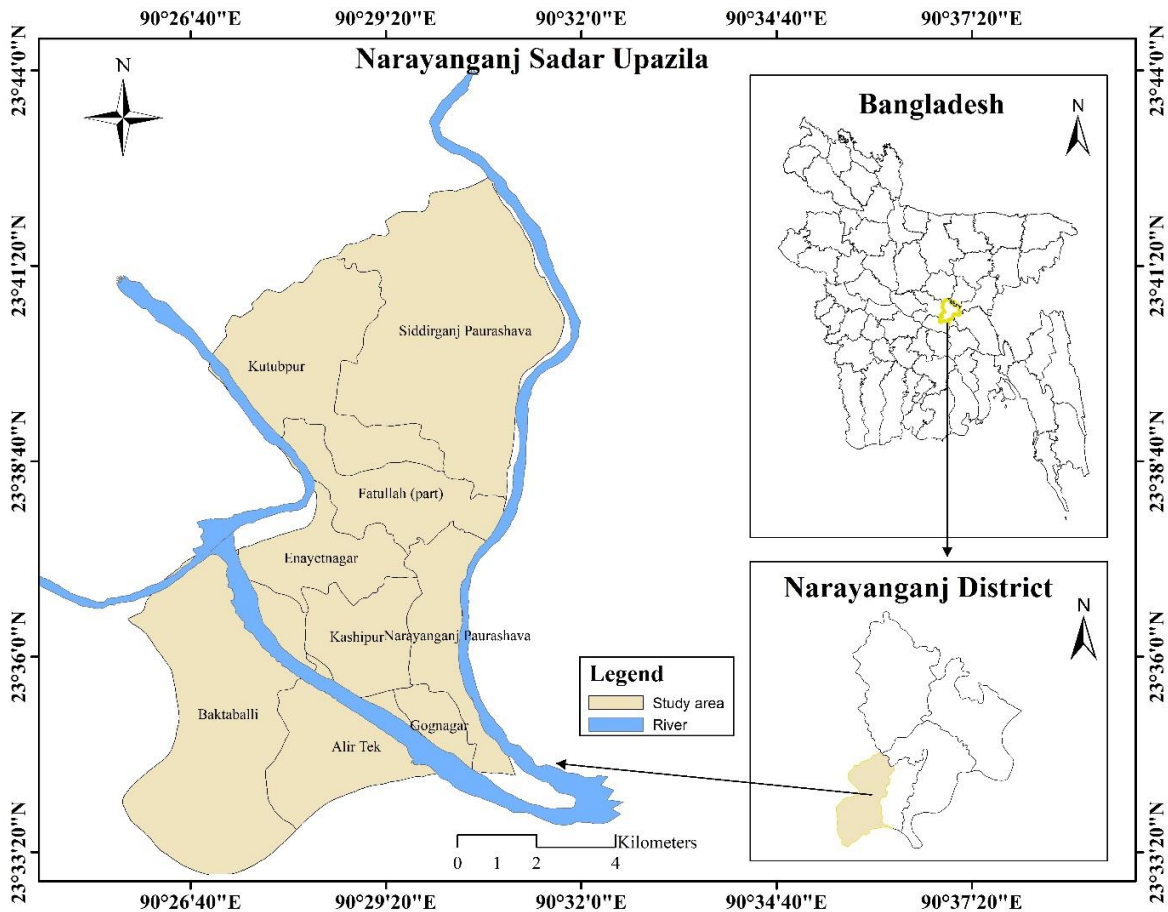 90°26'40"E 90°29'20"E 90°32'0"E 90°34'40"E 90°37'20"E
Narayanganj Sadar Upazila
23°44'0"N
23°41'20"N
23°38'40"N
23°36'0"N
23°33'20"N
N
Siddirganj Paurashava
Kutubpur
Fatullah (part)
Enayetnagar
Kashipur
Narayanganj Paurashava
Baktaballi
Gognagar
Alir Tek
Legend
Study area
River
Kilometers
0 1 2 4
Bangladesh
N
Narayanganj District
N
23°44'0"N
23°41'20"N
23°38'40"N
23°36'0"N
23°33'20"N
90°26'40"E 90°29'20"E 90°32'0"E 90°34'40"E 90°37'20"E